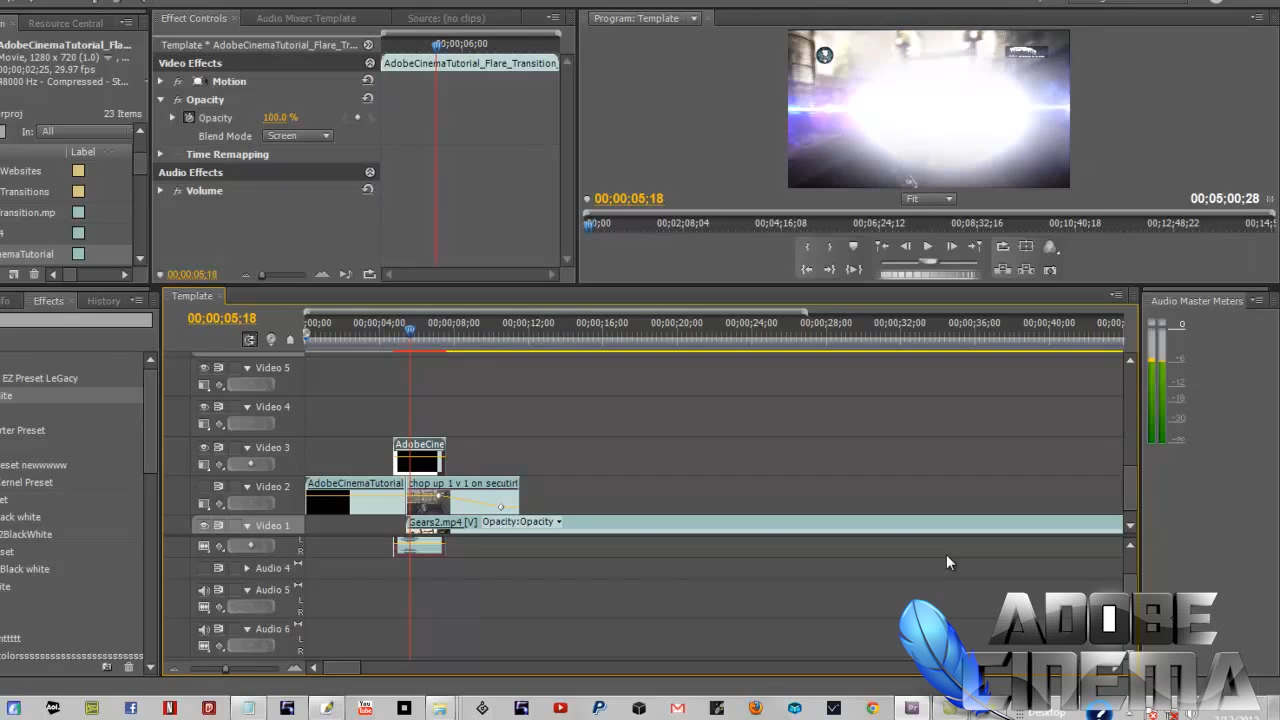 Resource Central
Effect Controls
Audio Mixer: Template
Source: (no clips)
Program: Template
AdobeCinemaTutorial_Fla...
Movie, 1280 x 720 (1.0)
00;00;02;25, 29.97 fps
48000 Hz - Compressed - St...
23 Items
In: All
Label
Websites
Transitions
ransition.mp
4
nemaTutorial
Template * AdobeCinemaTutorial_Flare_Tr...
00;00;06;00
Video Effects
AdobeCinemaTutorial_Flare_Transition_
Motion
Opacity
Opacity 100.0 %
Blend Mode Screen
Time Remapping
Audio Effects
Volume
00;00;05;18
00;00;05;18
Fit
00;05;00;28
;00;00 00;02;08;04 00;04;16;08 00;06;24;12 00;08;32;16 00;10;40;18 00;12;48;22 00;14;
Effects
History
EZ Preset LeGacy
ite
rter Preset
reset newwwww
Kernel Preset
et
ack white
2BlackWhite
Black white
ite
nttttt
colorsssssssssssssssss
Template
00;00;05;18
;00;00 00;00;04;00 00;00;08;00 00;00;12;00 00;00;16;00 00;00;20;00 00;00;24;00 00;00;28;00 00;00;32;00 00;00;36;00 00;00;40;00 00;00;
Video 5
Video 4
Video 3
AdobeCine
Video 2
AdobeCinemaTutorial
chop up 1 v 1 on secutirt
Video 1
Gears2.mp4 [V] Opacity:Opacity
L
R
Audio 4
Audio 5
L
R
Audio 6
L
R
Audio Master Meters
0
-6
-12
-18
-30
ADOBE
CINEMA
Desktop